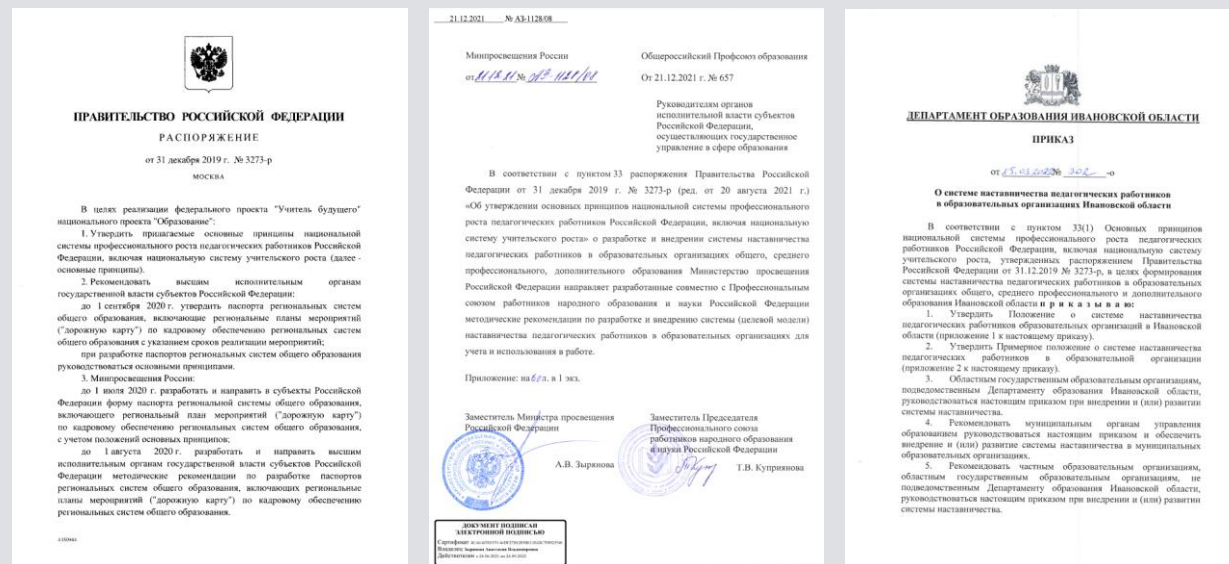 ПРАВИТЕЛЬСТВО РОССИЙСКОЙ ФЕДЕРАЦИИ
РАСПОРЯЖЕНИЕ
от 31 декабря 2019 г. № 3273-р
МОСКВА
В целях реализации федерального проекта "Учитель будущего"
национального проекта "Образование":
1. Утвердить прилагаемые основные принципы национальной
системы профессионального роста педагогических работников Российской
Федерации, включая национальную систему учительского роста (далее -
основные принципы).
2. Рекомендовать высшим исполнительным органам
государственной власти субъектов Российской Федерации:
до 1 сентября 2020 г. утвердить паспорта региональных систем
общего образования, включающие региональные планы мероприятий
("дорожную карту") по кадровому обеспечению региональных систем
общего образования с указанием сроков реализации мероприятий;
при разработке паспортов региональных систем общего образования
руководствоваться основными принципами.
3. Минпросвещения России:
до 1 июля 2020 г. разработать и направить в субъекты Российской
Федерации форму паспорта региональной системы общего образования,
включающего региональный план мероприятий ("дорожную карту")
по кадровому обеспечению региональных систем общего образования,
с учетом положений основных принципов;
до 1 августа 2020 г. разработать и направить высшим
исполнительным органам государственной власти субъектов Российской
Федерации методические рекомендации по разработке паспортов
региональных систем общего образования, включающих региональные
планы мероприятий ("дорожную карту") по кадровому обеспечению
региональных систем общего образования.
21.12.2021 № АЗ-1128/08
Минпросвещения России
от 21.12.21 № АЗ-1128/08
Общероссийский Профсоюз образования
От 21.12.2021 г. № 657
Руководителям органов
исполнительной власти субъектов
Российской Федерации,
осуществляющих государственное
управление в сфере образования
В соответствии с пунктом 33 распоряжения Правительства Российской
Федерации от 31 декабря 2019 г. № 3273-р (ред. от 20 августа 2021 г.)
«Об утверждении основных принципов национальной системы профессионального
роста педагогических работников Российской Федерации, включая национальную
систему учительского роста» о разработке и внедрении системы наставничества
педагогических работников в образовательных организациях общего, среднего
профессионального, дополнительного образования Министерство просвещения
Российской Федерации направляет разработанные совместно с Профессиональным
союзом работников народного образования и науки Российской Федерации
методические рекомендации по разработке и внедрению системы (целевой модели)
наставничества педагогических работников в образовательных организациях для
учета и использования в работе.
Приложение: на л. в 1 экз.
Заместитель Министра просвещения
Российской Федерации
А.В. Зырянова
Заместитель Председателя
Профессионального союза
работников народного образования
и науки Российской Федерации
Т.В. Куприянова
ДОКУМЕНТ ПОДПИСАН
ЭЛЕКТРОННОЙ ПОДПИСЬЮ
Сертификат
Владелец
Действителен
ДЕПАРТАМЕНТ ОБРАЗОВАНИЯ ИВАНОВСКОЙ ОБЛАСТИ
ПРИКАЗ
от № 302 -о
О системе наставничества педагогических работников
в образовательных организациях Ивановской области
В соответствии с пунктом 33(1) Основных принципов
национальной системы профессионального роста педагогических
работников Российской Федерации, включая национальную систему
учительского роста, утвержденных распоряжением Правительства
Российской Федерации от 31.12.2019 № 3273-р, в целях формирования
системы наставничества педагогических работников в образовательных
организациях общего, среднего профессионального и дополнительного
образования Ивановской области п р и к а з ы в а ю:
1. Утвердить Положение о системе наставничества
педагогических работников образовательных организаций в Ивановской
области (приложение 1 к настоящему приказу).
2. Утвердить Примерное положение о системе наставничества
педагогических работников в образовательной организации
(приложение 2 к настоящему приказу).
3. Областным государственным образовательным организациям,
подведомственным Департаменту образования Ивановской области,
руководствоваться настоящим приказом при внедрении и (или) развитии
системы наставничества.
4. Рекомендовать муниципальным органам управления
образованием руководствоваться настоящим приказом и обеспечить
внедрение и (или) развитие системы наставничества в муниципальных
образовательных организациях.
5. Рекомендовать частным образовательным организациям,
областным государственным образовательным организациям, не
подведомственным Департаменту образования Ивановской области,
руководствоваться настоящим приказом при внедрении и (или) развитии
системы наставничества.